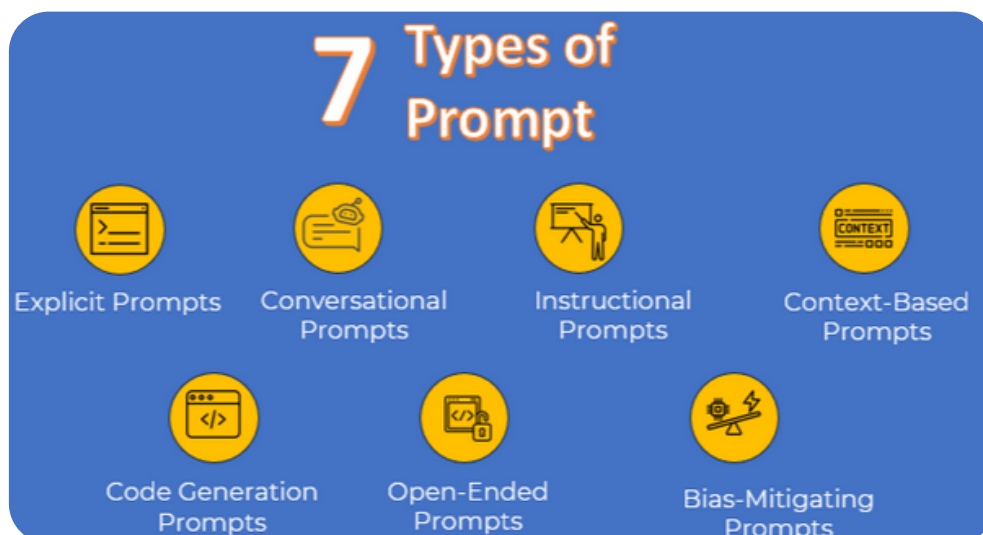 7 Types of
Prompt
Explicit Prompts
Conversational
Prompts
Instructional
Prompts
CONTEXT
Context-Based
Prompts
Code Generation
Prompts
Open-Ended
Prompts
Bias-Mitigating
Prompts